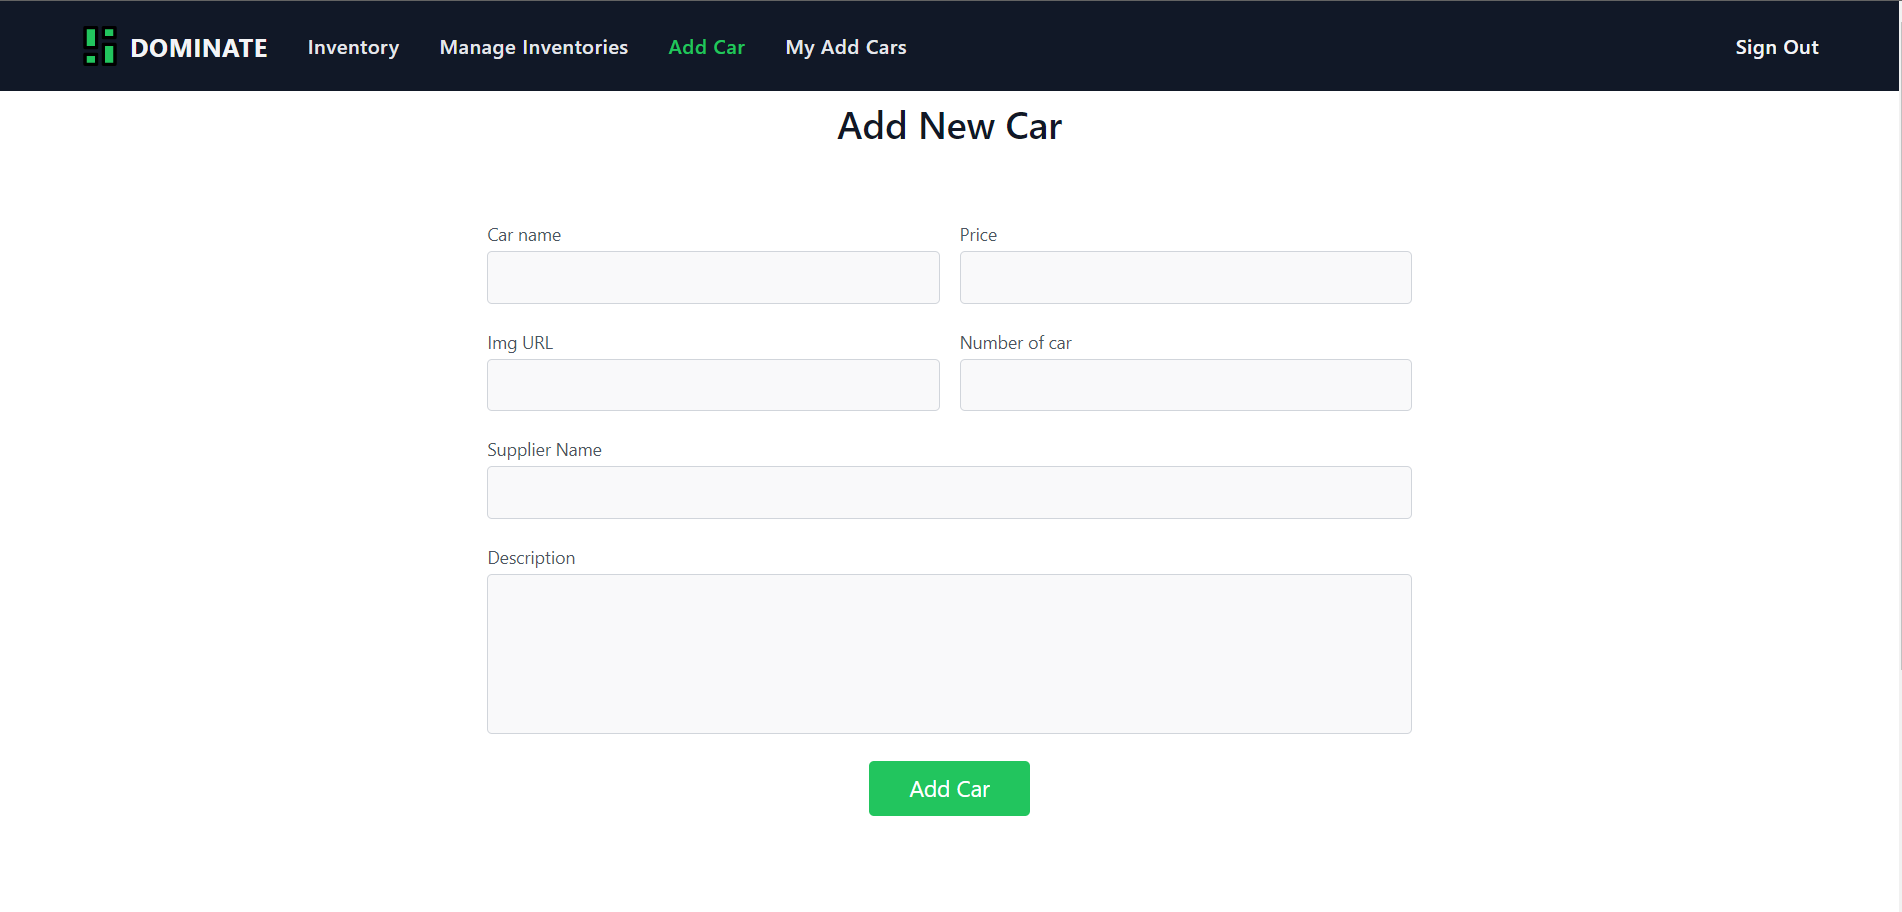 DOMINATE Inventory Manage Inventories Add Car My Add Cars Sign Out
Add New Car
Car name Price
Img URL Number of car
Supplier Name
Description
Add Car